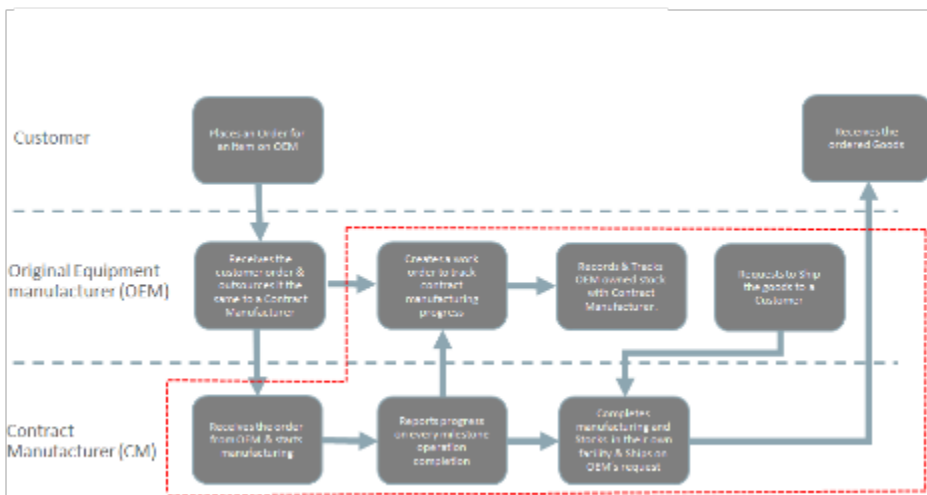 Customer
Places an Order for
an Item on OEM
Receives the
ordered Goods
Original Equipment
manufacturer (OEM)
Receives the
customer order &
outsources it the
same to a Contract
Manufacturer
Creates a work
order to track
contract
manufacturing
progress
Records & Tracks
OEM owned stock
with Contract
Manufacturer.
Requests to Ship
the goods to a
Customer
Contract
Manufacturer (CM)
Receives the order
from OEM & starts
manufacturing
Reports progress
on every milestone
operation
completion
Completes
manufacturing and
Stocks in their own
facility & Ships on
OEM's request